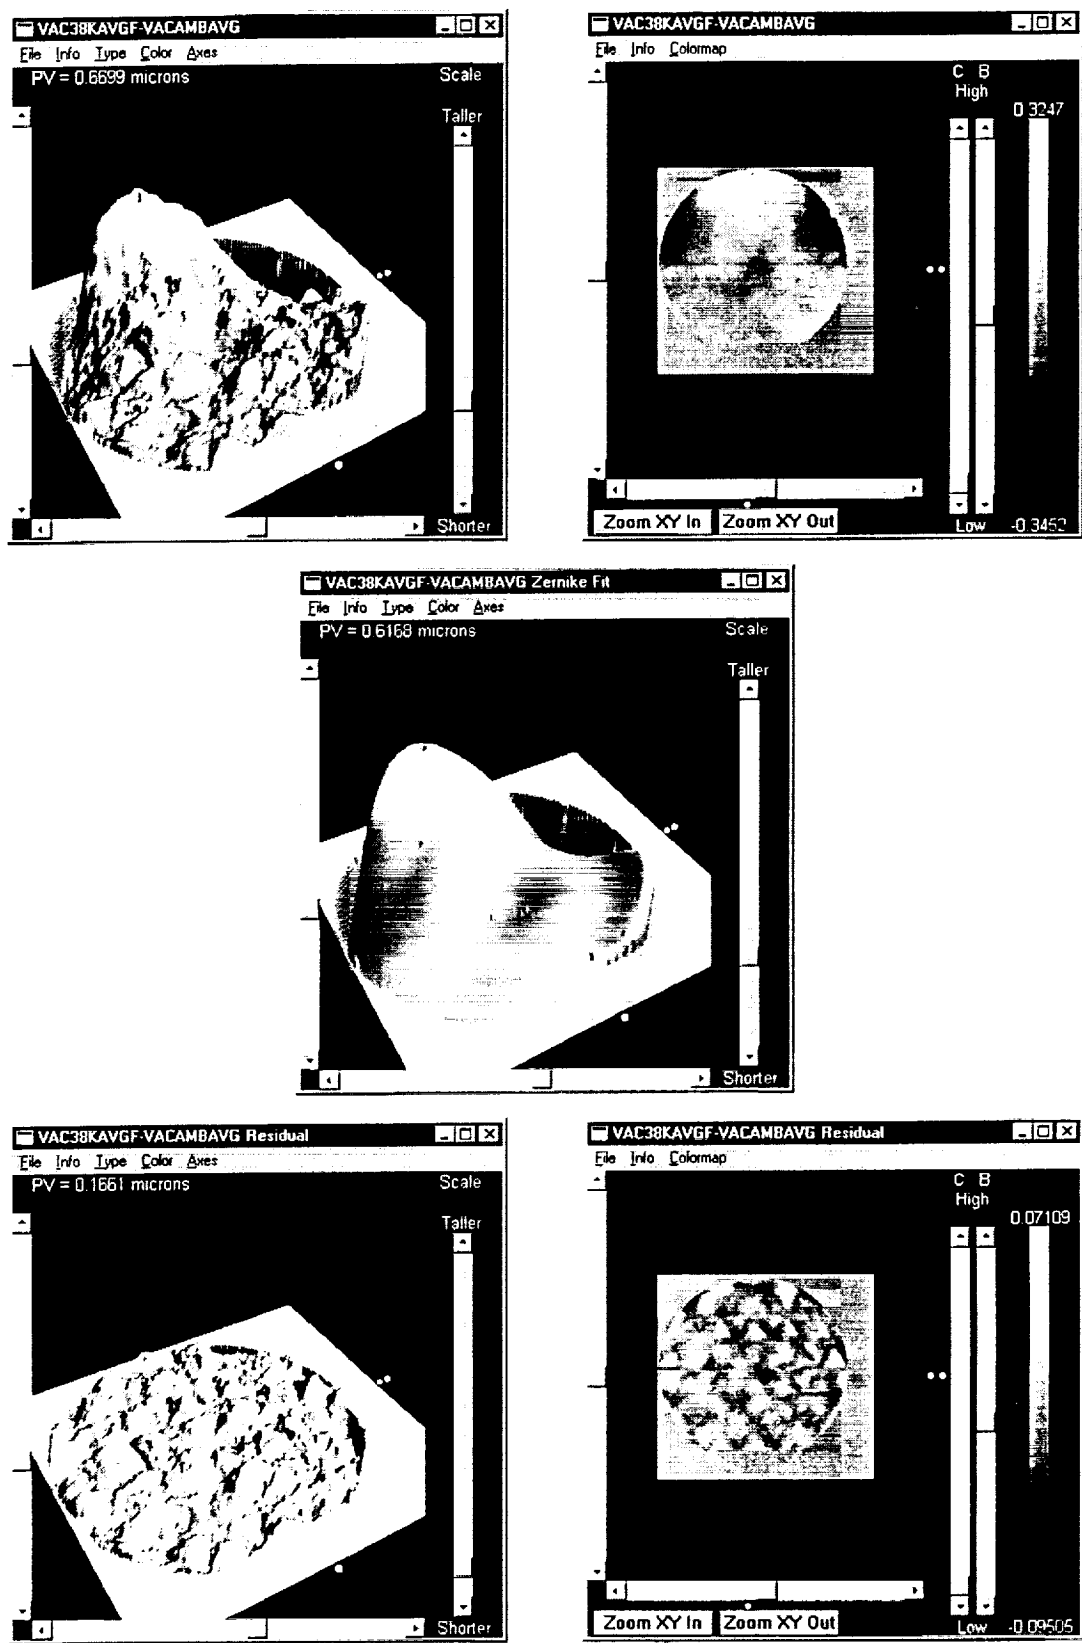 VAC38KAVGF-VACAMBAVG
File Info Type Color Axes
PV = 0.6699 microns
Scale
Taller
Shorter
VAC38KAVGF-VACAMBAVG
File Info Colormap
C B
High
0.3247
Zoom XY In Zoom XY Out
Low -0.3452
VAC38KAVGF-VACAMBAVG Zernike Fit
File Info Type Color Axes
PV = 0.6168 microns
Scale
Taller
Shorter
VAC38KAVGF-VACAMBAVG Residual
File Info Type Color Axes
PV = 0.1661 microns
Scale
Taller
Shorter
VAC38KAVGF-VACAMBAVG Residual
File Info Colormap
C B
High
0.07109
Zoom XY In Zoom XY Out
Low -0.09505